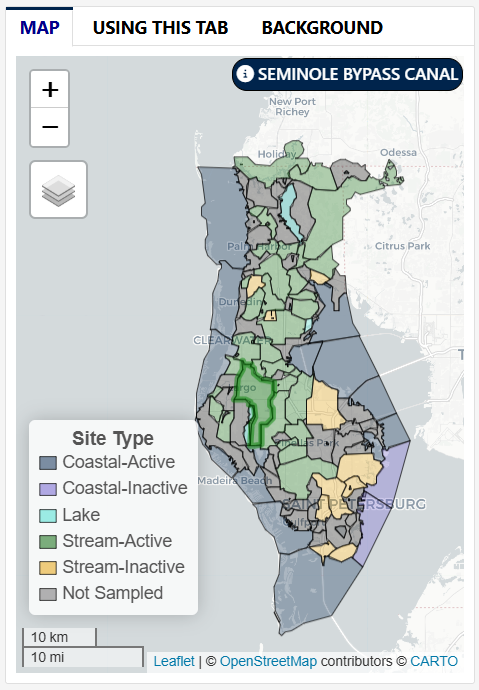 MAP USING THIS TAB BACKGROUND
+
−
SEMINOLE BYPASS CANAL
New Port
Richey
Holiday
Odessa
Palm Harbor
Citrus Park
Dunedin
CLEARWATER
T
Largo
Pinellas Park
Madeira Beach
SAINT PETERSBURG
Gulfport
Site Type
Coastal-Active
Coastal-Inactive
Lake
Stream-Active
Stream-Inactive
Not Sampled
10 km
10 mi
Leaflet | © OpenStreetMap contributors © CARTO